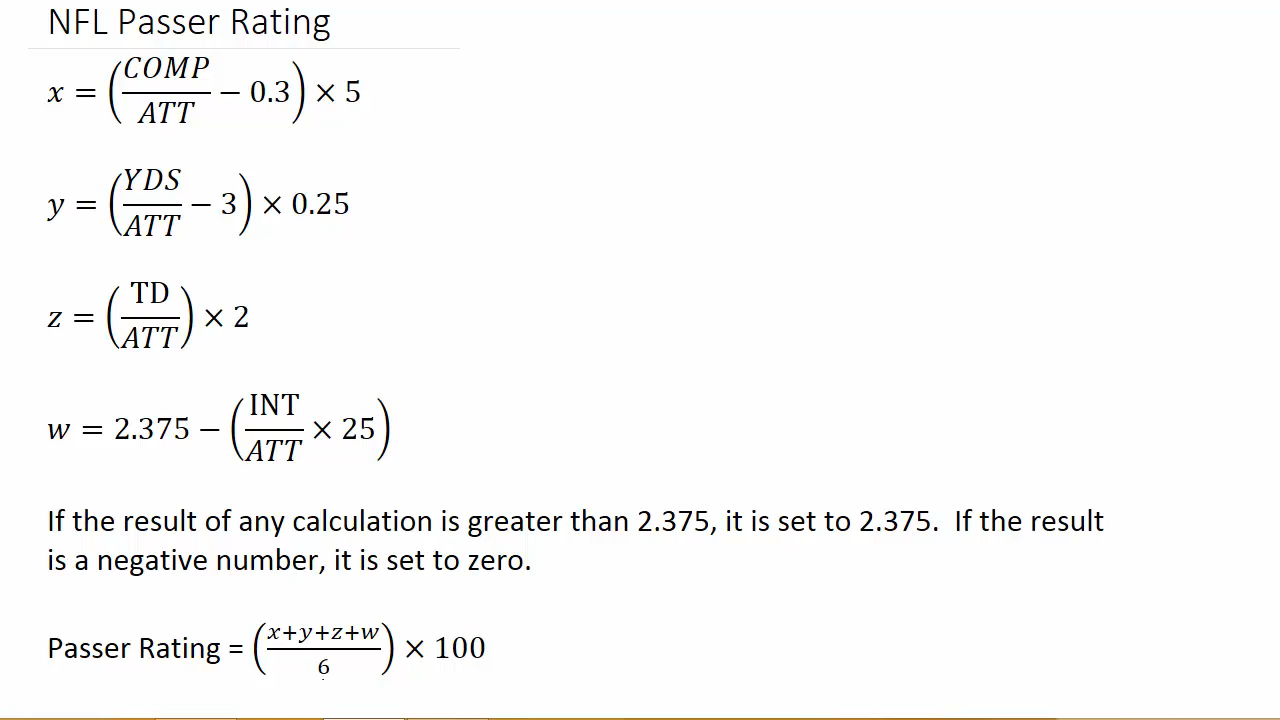 NFL Passer Rating
x = (COMP/ATT − 0.3) × 5
y = (YDS/ATT − 3) × 0.25
z = (TD/ATT) × 2
w = 2.375 − (INT/ATT × 25)
If the result of any calculation is greater than 2.375, it is set to 2.375.  If the result
is a negative number, it is set to zero.
Passer Rating = (x+y+z+w/6) × 100